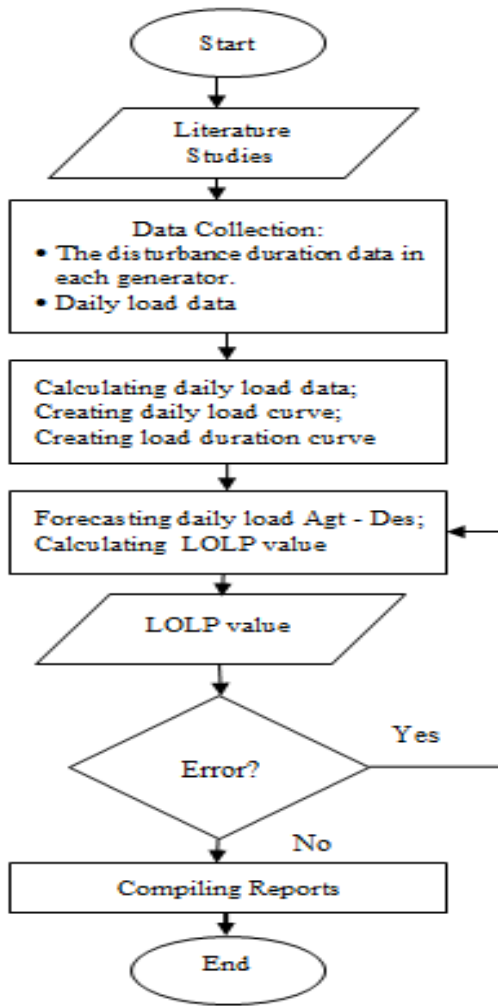 Start
Literature
Studies
Data Collection:
• The disturbance duration data in
each generator.
• Daily load data
Calculating daily load data;
Creating daily load curve;
Creating load duration curve
Forecasting daily load Agt - Des;
Calculating LOLP value
LOLP value
Yes
Error?
No
Compiling Reports
End